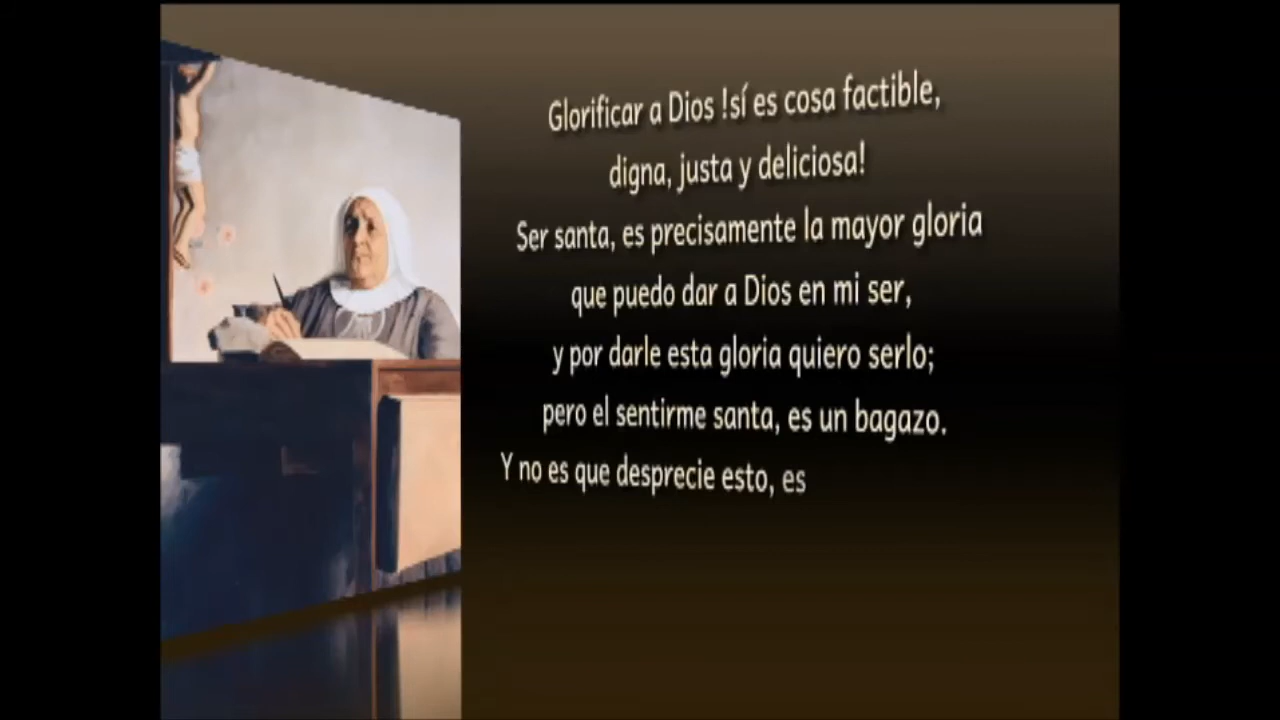 Glorificar a Dios !sí es cosa factible,
digna, justa y deliciosa!
Ser santa, es precisamente la mayor gloria
que puedo dar a Dios en mi ser,
y por darle esta gloria quiero serlo;
pero el sentirme santa, es un bagazo.
Y no es que desprecie esto, es